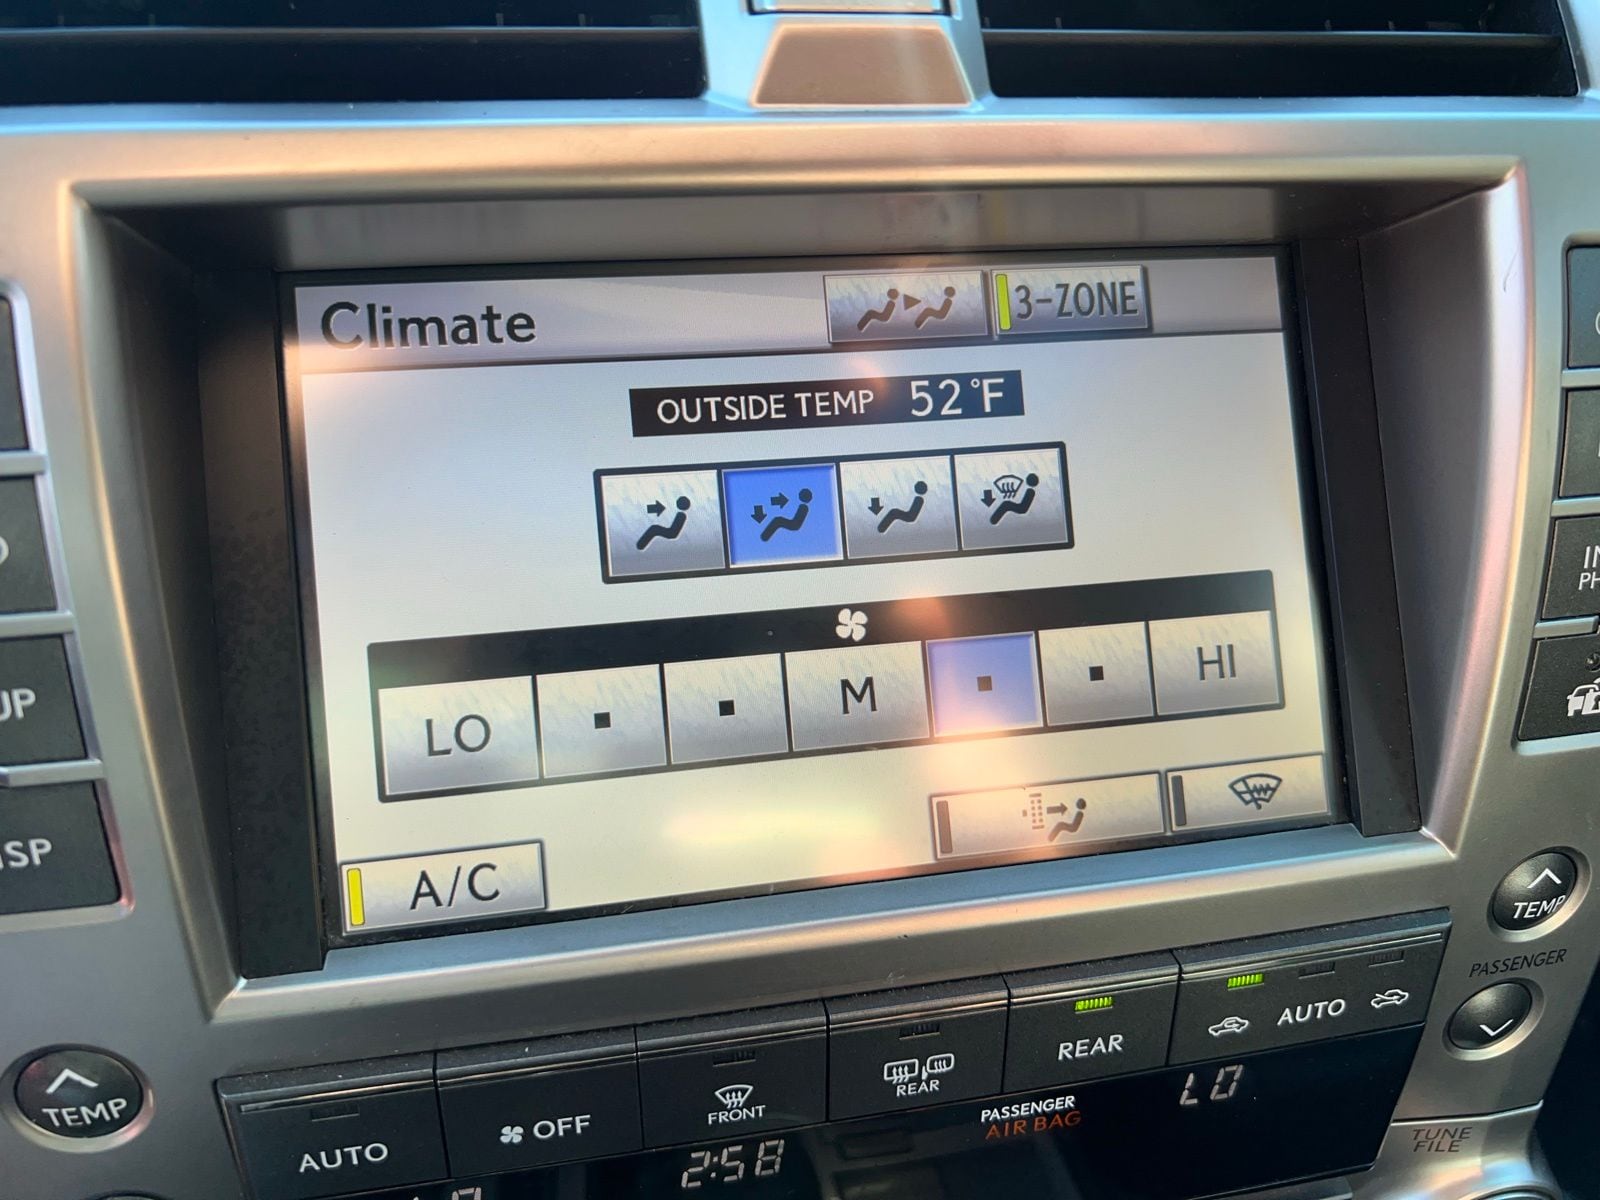 Climate
3-ZONE
OUTSIDE TEMP 52°F
LO M HI
A/C
UP
ISP
TEMP
PASSENGER
TEMP
AUTO
OFF
FRONT
REAR
REAR
AUTO
PASSENGER
AIR BAG
LO
2:58
TUNE
FILE